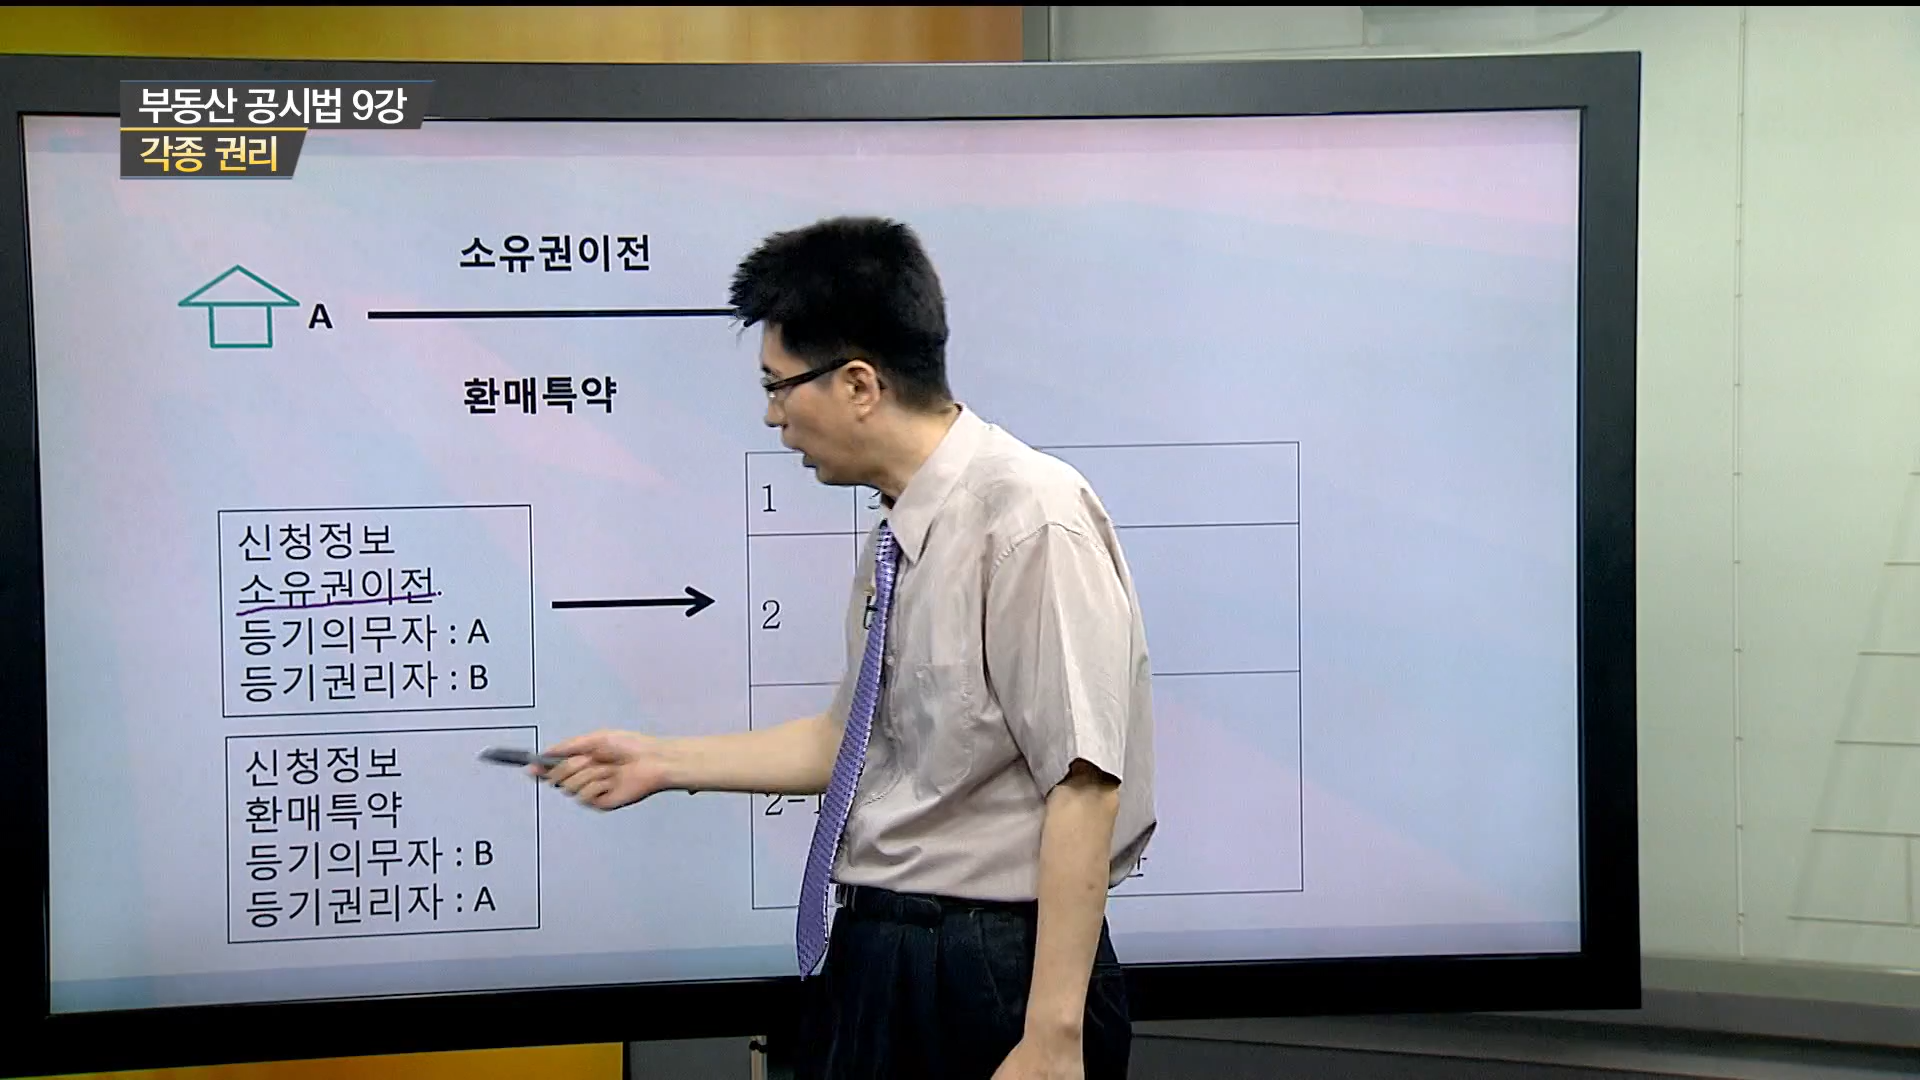 부동산 공시법 9강
각종 권리
소유권이전
A
환매특약
신청정보
소유권이전
등기의무자 : A
등기권리자 : B
신청정보
환매특약
등기의무자 : B
등기권리자 : A
1
2
2-1